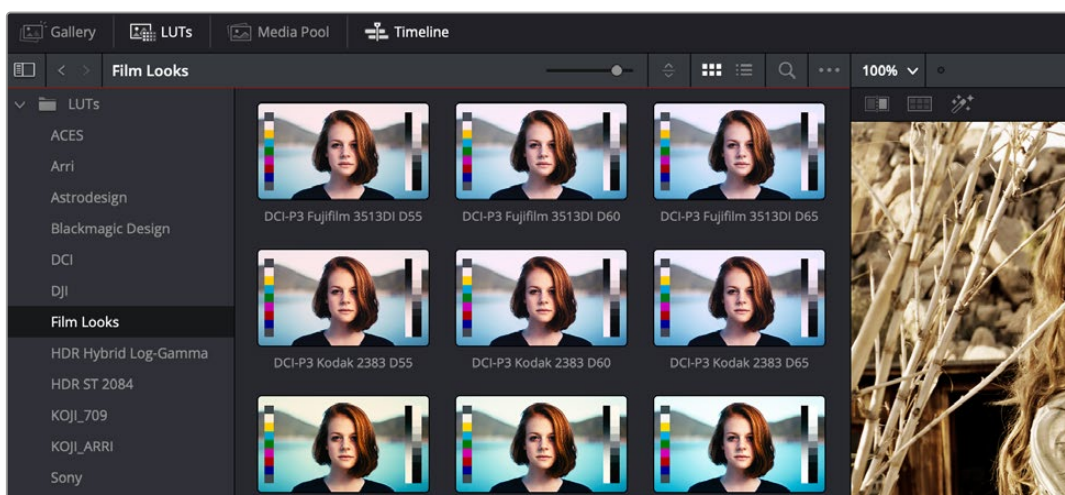 Gallery
LUTs
Media Pool
Timeline
Film Looks
100%
LUTs
ACES
Arri
Astrodesign
Blackmagic Design
DCI
DJI
Film Looks
HDR Hybrid Log-Gamma
HDR ST 2084
KOJI_709
KOJI_ARRI
Sony
DCI-P3 Fujifilm 3513DI D55
DCI-P3 Fujifilm 3513DI D60
DCI-P3 Fujifilm 3513DI D65
DCI-P3 Kodak 2383 D55
DCI-P3 Kodak 2383 D60
DCI-P3 Kodak 2383 D65